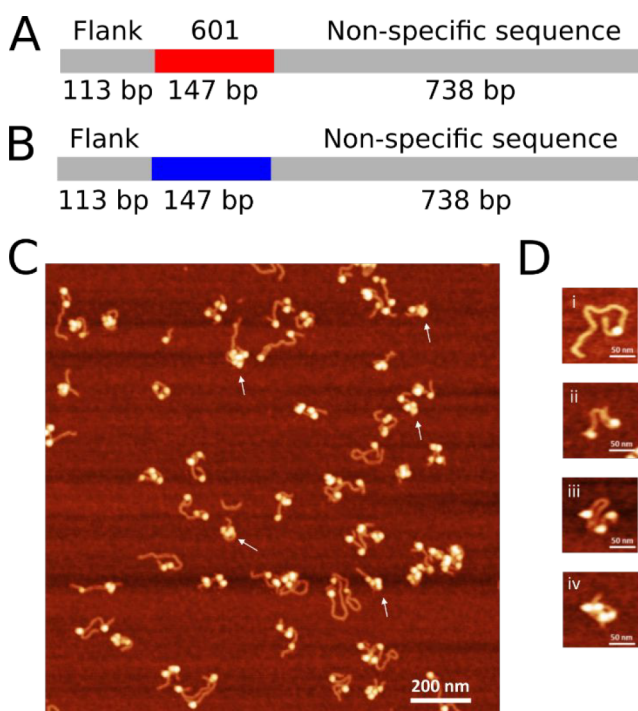 A
Flank 601 Non-specific sequence
113 bp 147 bp 738 bp
B
Flank Non-specific sequence
113 bp 147 bp 738 bp
C
200 nm
D
i
50 nm
ii
50 nm
iii
50 nm
iv
50 nm